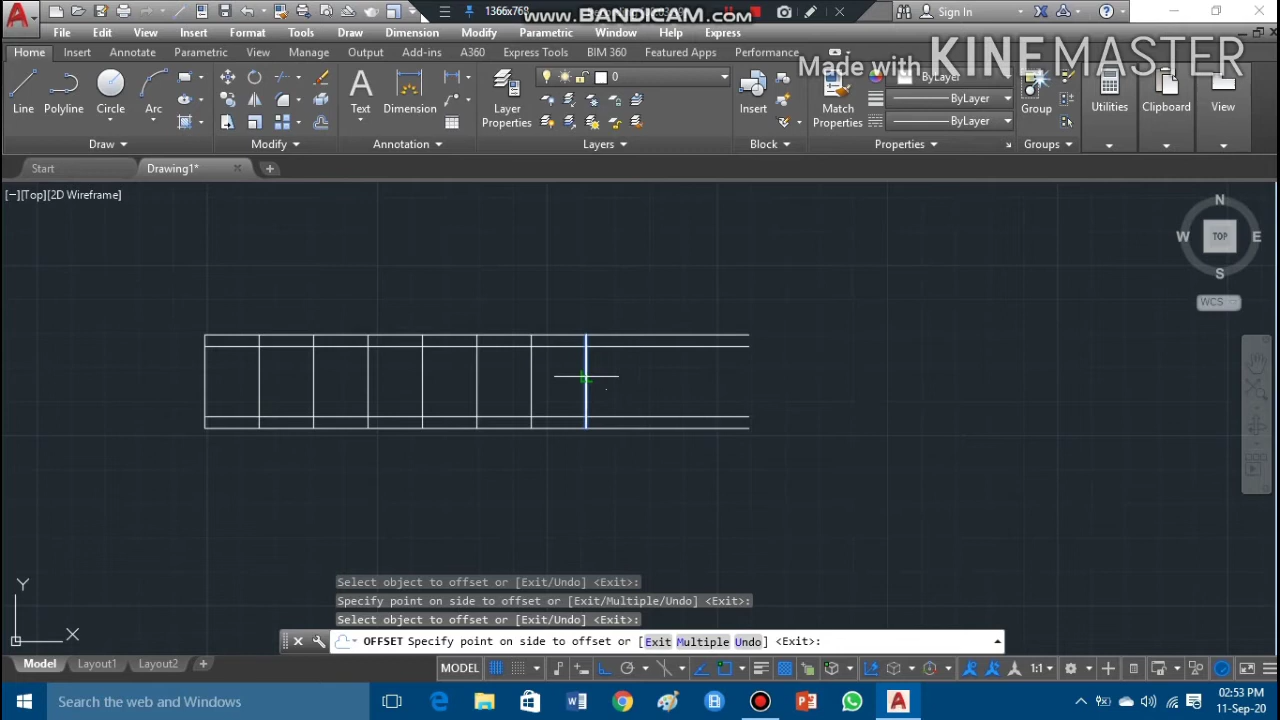 1366x768
www.BANDICAM.com
Sign In
File Edit View Insert Format Tools Draw Dimension Modify Parametric Window Help Express
Home Insert Annotate Parametric View Manage Output Add-ins A360 Express Tools BIM 360 Featured Apps Performance
Made with KINEMASTER
Line Polyline Circle Arc
Text Dimension
Layer Properties
0
Insert
Match Properties
ByLayer
ByLayer
ByLayer
Group
Utilities
Clipboard
View
Draw Modify Annotation Layers Block Properties Groups
Start Drawing1*
[−][Top][2D Wireframe]
N
W TOP E
S
WCS
Y
X
Select object to offset or [Exit/Undo] <Exit>:
Specify point on side to offset or [Exit/Multiple/Undo] <Exit>:
Select object to offset or [Exit/Undo] <Exit>:
OFFSET Specify point on side to offset or [Exit Multiple Undo] <Exit>:
Model Layout1 Layout2
MODEL 1:1
Search the web and Windows
02:53 PM
11-Sep-20